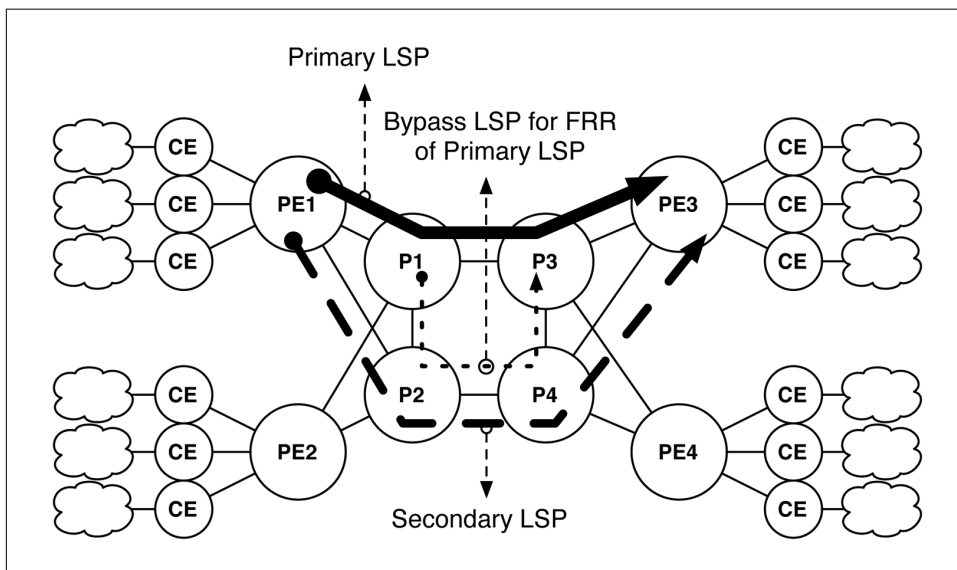 Primary LSP
Bypass LSP for FRR
of Primary LSP
CE
CE
CE
PE1
P1
P3
PE3
CE
CE
CE
CE
CE
CE
PE2
P2
P4
PE4
CE
CE
CE
Secondary LSP